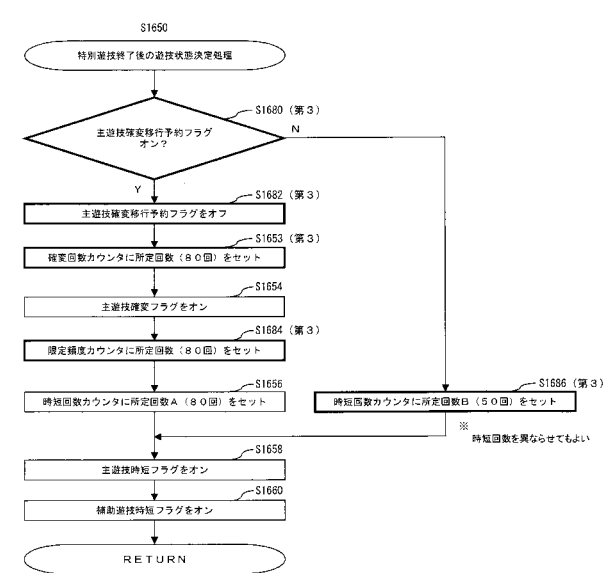 S1650
特別遊技終了後の遊技状態決定処理
S1680（第３）
主遊技確変移行予約フラグ
オン？
N
Y
S1682（第３）
主遊技確変移行予約フラグをオフ
S1653（第３）
確変回数カウンタに所定回数（８０回）をセット
S1654
主遊技確変フラグをオン
S1684（第３）
限定頻度カウンタに所定回数（８０回）をセット
S1656
時短回数カウンタに所定回数Ａ（８０回）をセット
S1686（第３）
時短回数カウンタに所定回数Ｂ（５０回）をセット
※
時短回数を異ならせてもよい
S1658
主遊技時短フラグをオン
S1660
補助遊技時短フラグをオン
ＲＥＴＵＲＮ